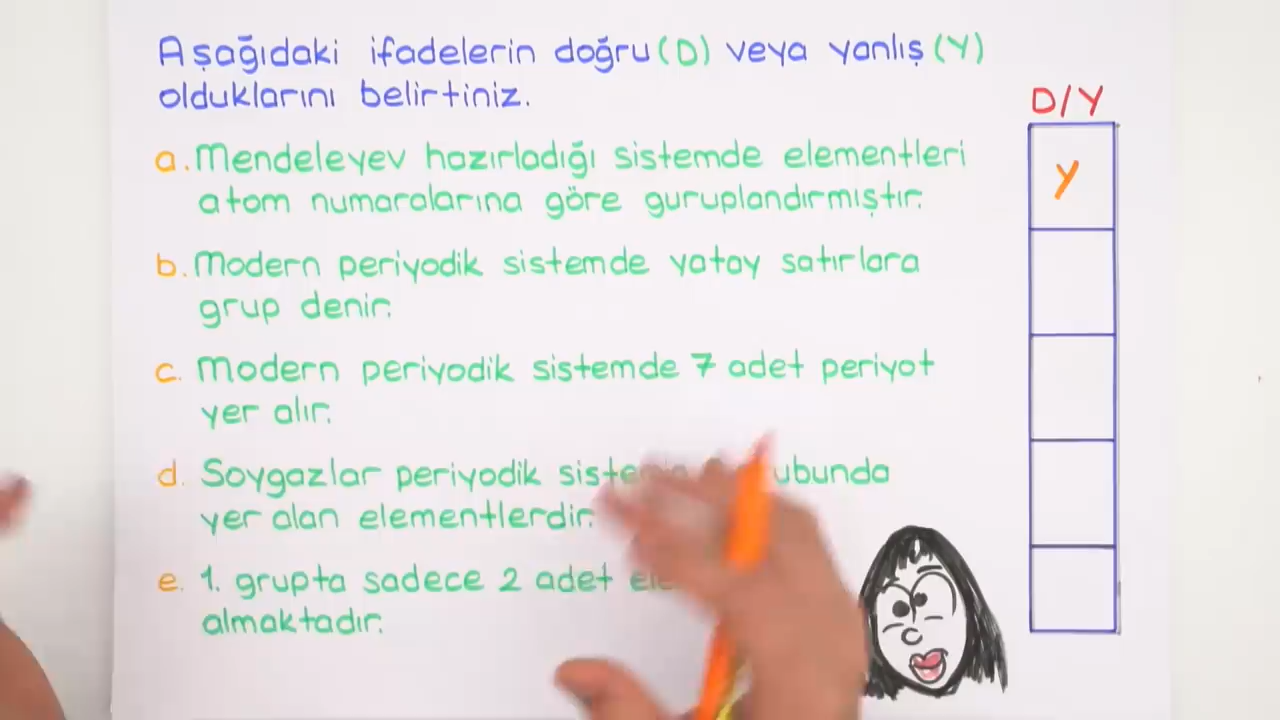 Aşağıdaki ifadelerin doğru (D) veya yanlış (Y)
olduklarını belirtiniz.
D/Y
a. Mendeleyev hazırladığı sistemde elementleri
atom numaralarına göre guruplandırmıştır.
Y
b. Modern periyodik sistemde yatay satırlara
grup denir.
c. Modern periyodik sistemde 7 adet periyot
yer alır.
d. Soygazlar periyodik
yer alan elementlerdir.
e. 1. grupta sadece 2 adet
almaktadır.